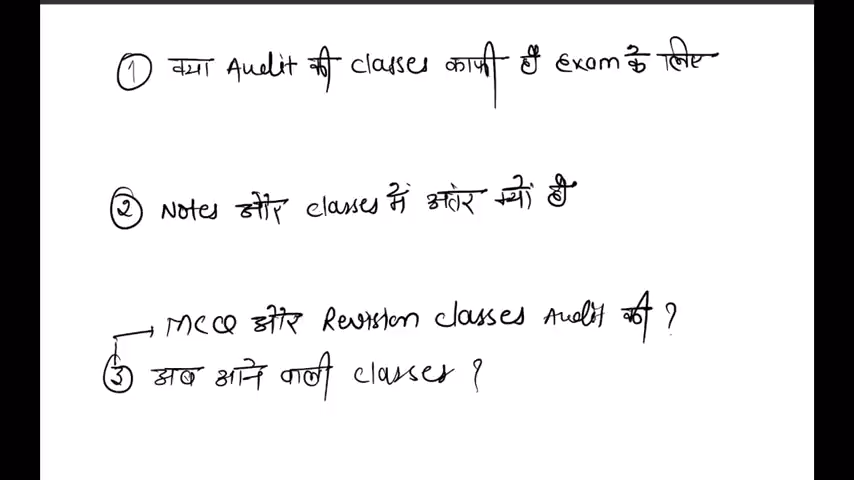 ① क्या Audit की classes काफी है Exam के लिए
② Notes और classes में अंतर क्यों है
MCQ और Revision classes Audit की ?
③ अब आने वाली classes ?